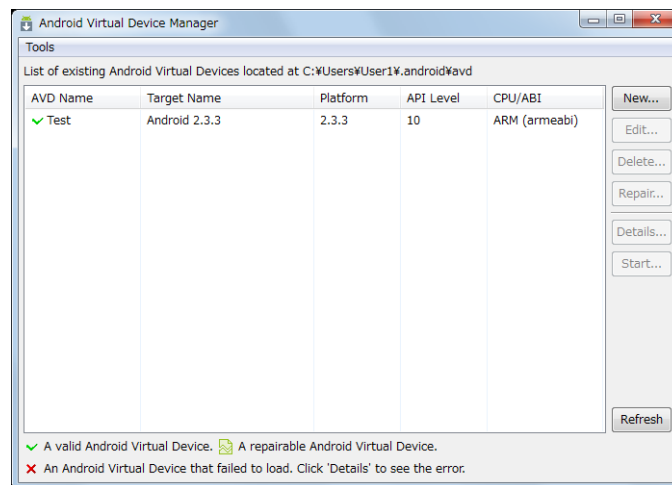 Android Virtual Device Manager
Tools
List of existing Android Virtual Devices located at C:¥Users¥User1¥.android¥avd
AVD Name Target Name Platform API Level CPU/ABI
Test Android 2.3.3 2.3.3 10 ARM (armeabi)
New...
Edit...
Delete...
Repair...
Details...
Start...
Refresh
A valid Android Virtual Device. A repairable Android Virtual Device.
An Android Virtual Device that failed to load. Click 'Details' to see the error.